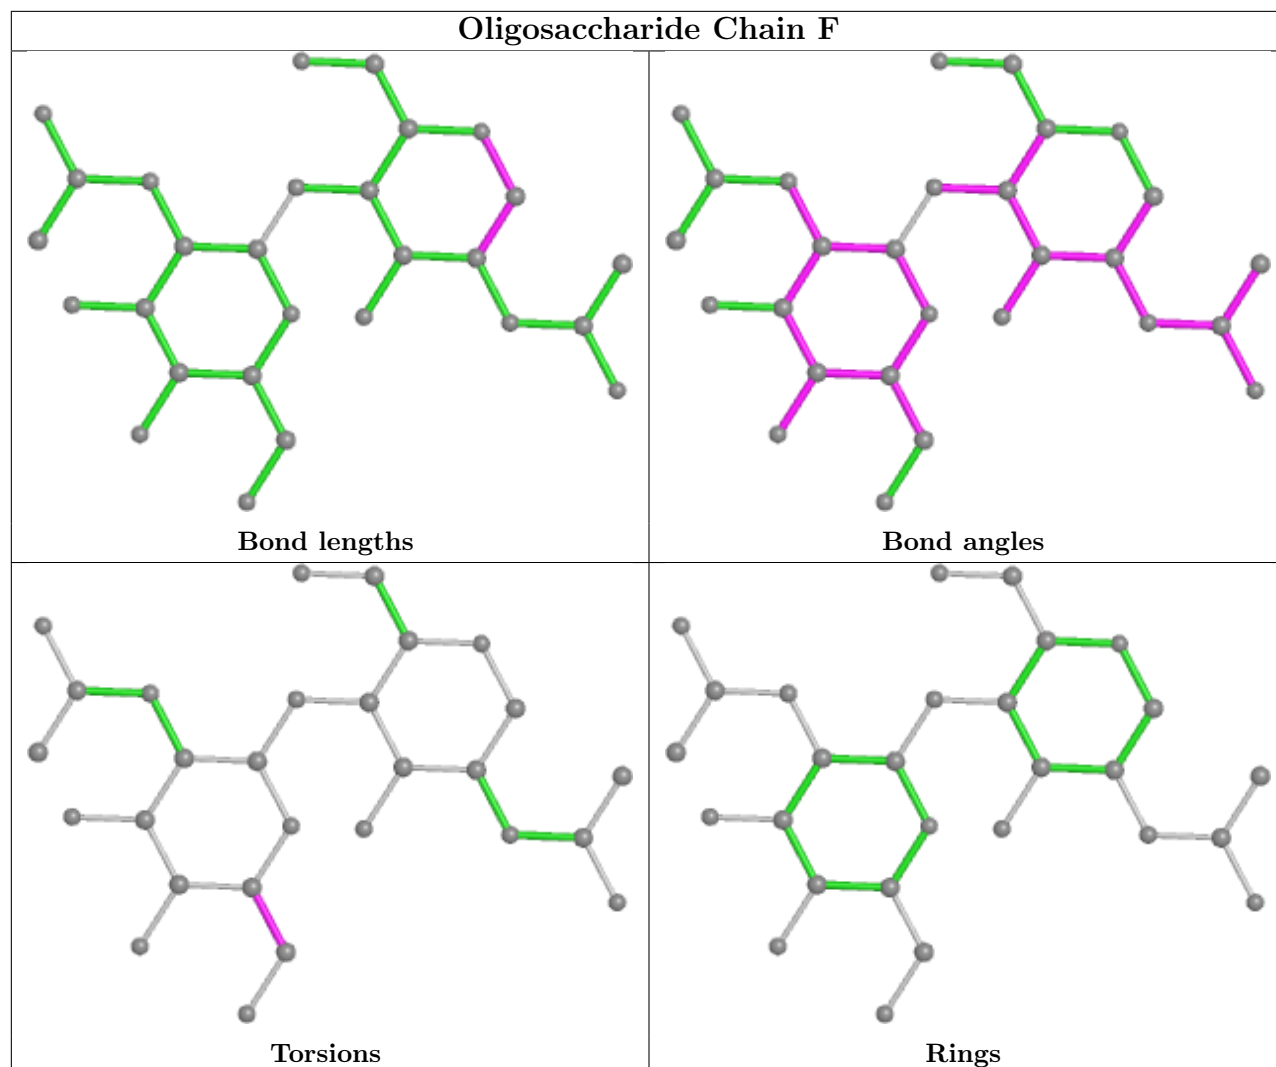 Oligosaccharide Chain F
Bond lengths
Bond angles
Torsions
Rings